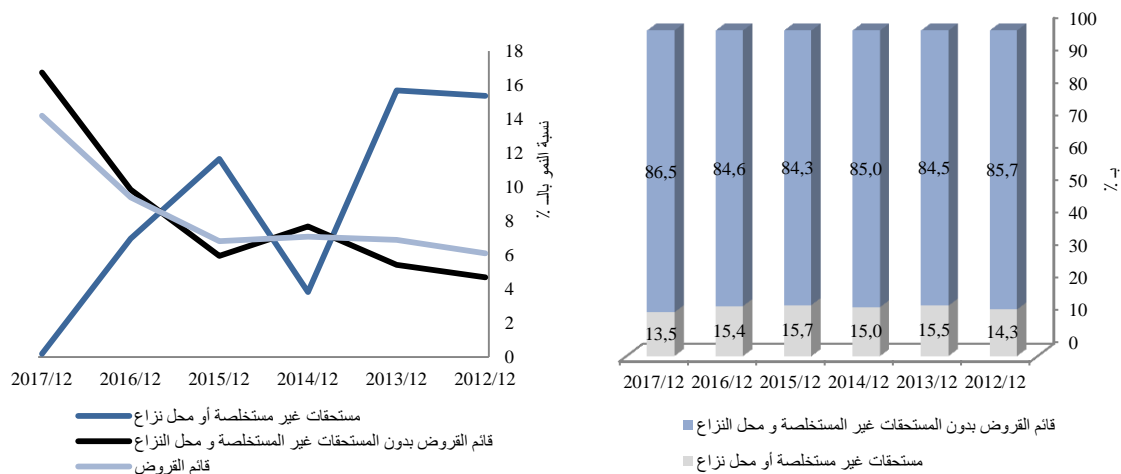 100
90
80
70
60
50
40
30
20
10
0
بـ %
85,7 84,5 85,0 84,3 84,6 86,5
14,3 15,5 15,0 15,7 15,4 13,5
2012/12 2013/12 2014/12 2015/12 2016/12 2017/12
قائم القروض بدون المستحقات غير المستخلصة و محل النزاع
مستحقات غير مستخلصة أو محل نزاع
18
16
14
12
10
8
6
4
2
0
نسبة النمو بالــ %
2012/12 2013/12 2014/12 2015/12 2016/12 2017/12
مستحقات غير مستخلصة أو محل نزاع
قائم القروض بدون المستحقات غير المستخلصة و محل النزاع
قائم القروض